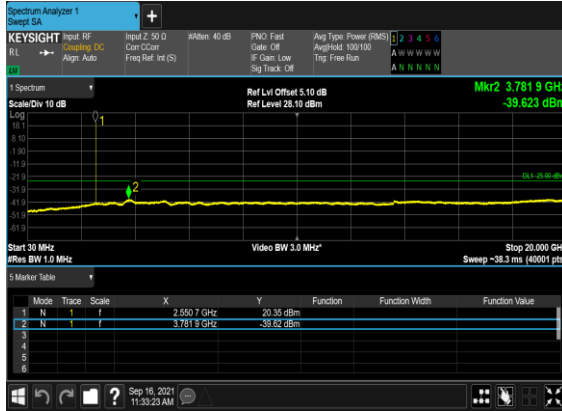 Spectrum Analyzer 1
Swept SA
+
KEYSIGHT Input: RF Input Z: 50 Ω #Atten: 40 dB PNO: Fast Avg Type: Power (RMS) 1 2 3 4 5 6
RL Coupling: DC Corr CCorr Gate: Off Avg|Hold: 100/100 A W W W W W
Align: Auto Freq Ref: Int (S) IF Gain: Low Trig: Free Run
Sig Track: Off A N N N N N
1 Spectrum Ref Lvl Offset 5.10 dB Mkr2 3.781 9 GHz
Scale/Div 10 dB Ref Level 28.10 dBm -39.623 dBm
Log
18.1
8.10
-1.90
-11.9
-21.9
-31.9
-41.9
-51.9
-61.9
1
2
DL1 -25.00 dBm
Start 30 MHz Video BW 3.0 MHz* Stop 20.000 GHz
#Res BW 1.0 MHz Sweep ~38.3 ms (40001 pts)
5 Marker Table
Mode Trace Scale X Y Function Function Width Function Value
1 N 1 f 2.550 7 GHz 20.35 dBm
2 N 1 f 3.781 9 GHz -39.62 dBm
3
4
5
6
? Sep 16, 2021
11:33:23 AM